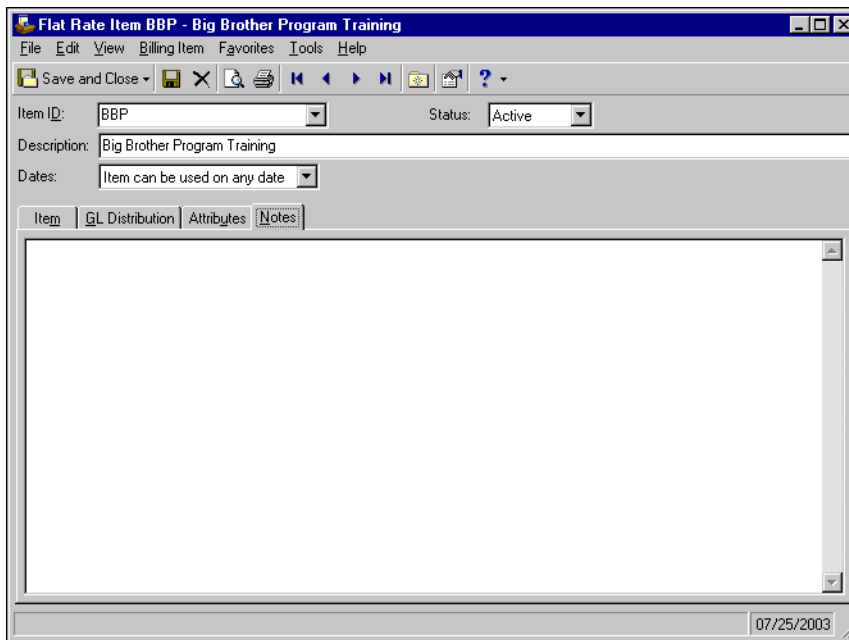 Flat Rate Item BBP - Big Brother Program Training
File Edit View Billing Item Favorites Tools Help
Save and Close ?
Item ID: BBP Status: Active
Description: Big Brother Program Training
Dates: Item can be used on any date
Item GL Distribution Attributes Notes
07/25/2003